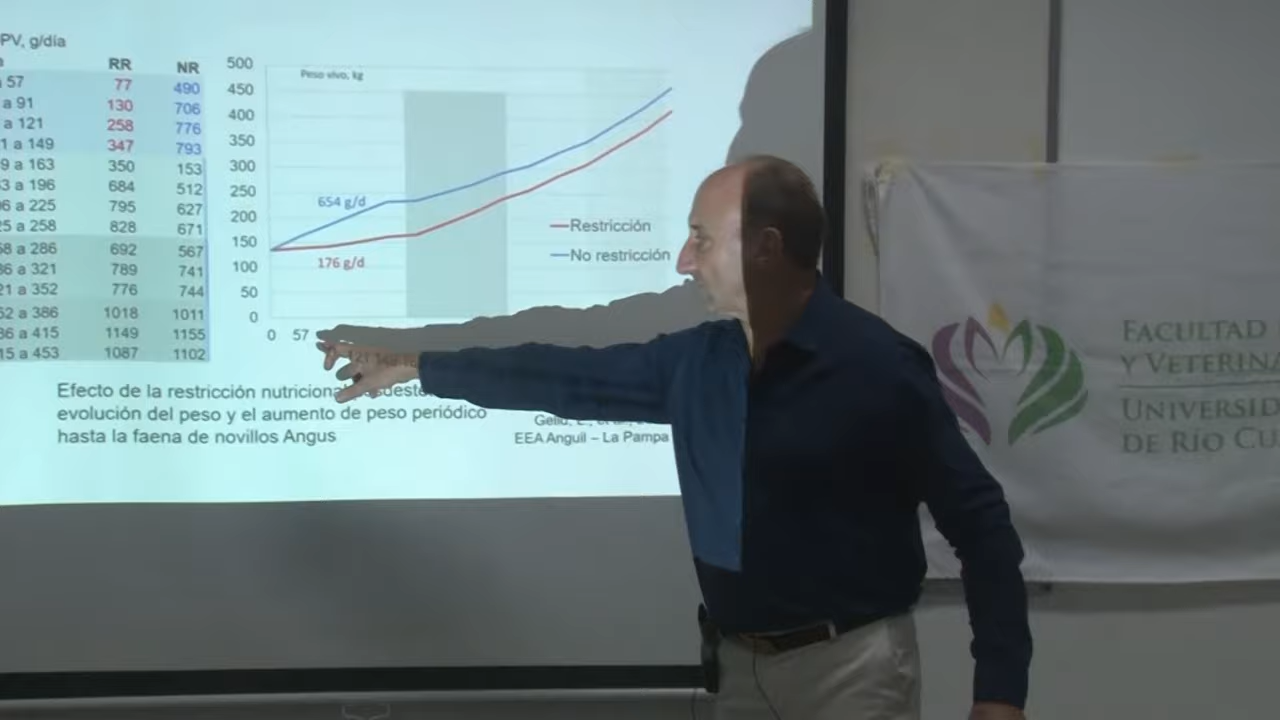 PV, g/día
RR NR
57 77 490
a 91 130 706
a 121 258 776
1 a 149 347 793
9 a 163 350 153
3 a 196 684 512
6 a 225 795 627
5 a 258 828 671
8 a 286 692 567
6 a 321 789 741
21 a 352 776 744
52 a 386 1018 1011
36 a 415 1149 1155
15 a 453 1087 1102
Peso vivo, kg
500
450
400
350
300
250
200
150
100
50
0
654 g/d
176 g/d
Restricción
No restricción
0 57
Efecto de la restricción nutriciona
evolución del peso y el aumento de peso periódico
hasta la faena de novillos Angus
EEA Anguil – La Pampa
FACULTAD
Y VETERINA
UNIVERSID
DE RÍO CU